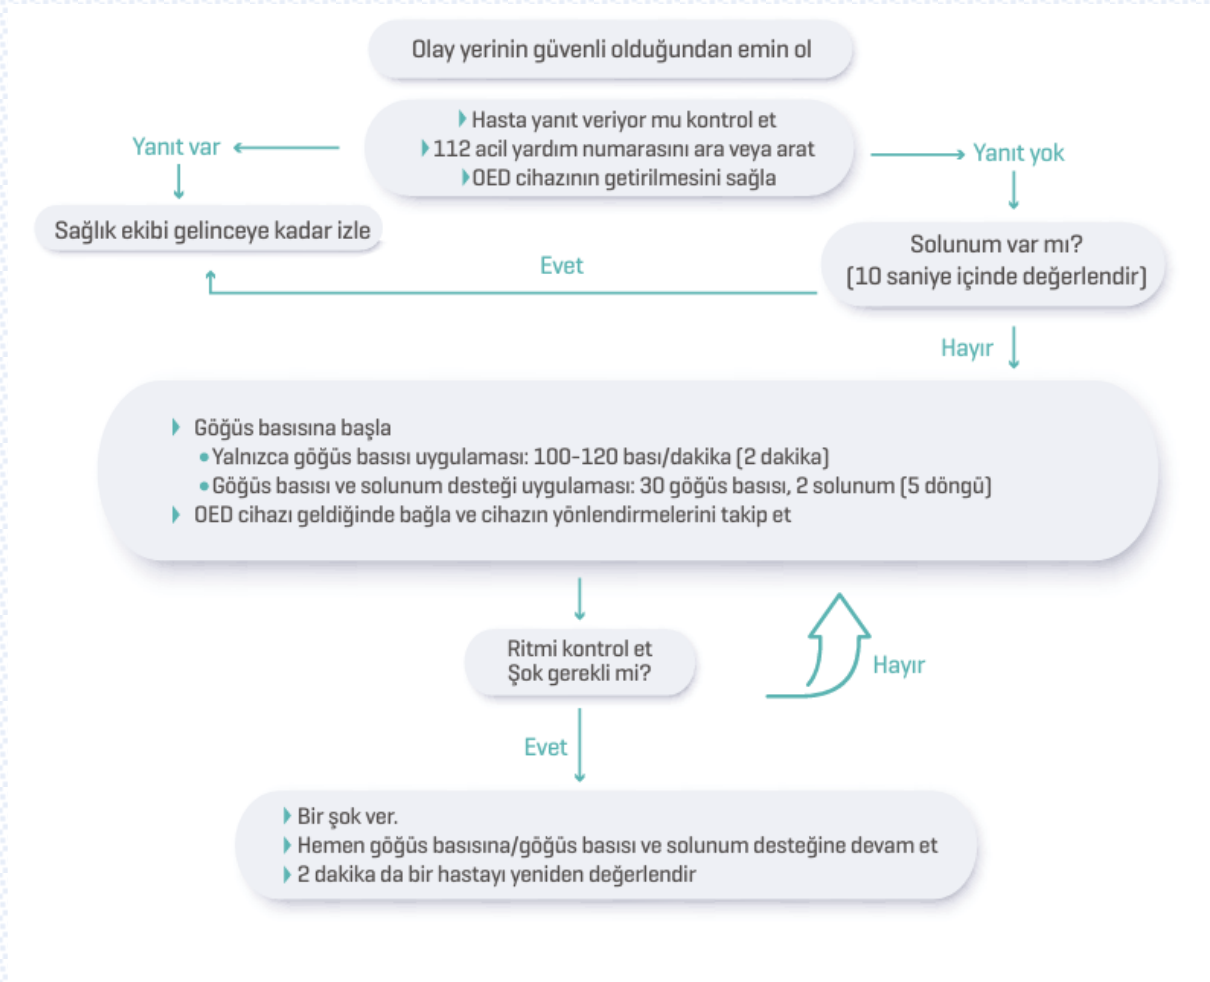 Olay yerinin güvenli olduğundan emin ol
Hasta yanıt veriyor mu kontrol et
112 acil yardım numarasını ara veya arat
OED cihazının getirilmesini sağla
Yanıt var
Yanıt yok
Sağlık ekibi gelinceye kadar izle
Solunum var mı?
(10 saniye içinde değerlendir)
Evet
Hayır
Göğüs basısına başla
Yalnızca göğüs basısı uygulaması: 100-120 bası/dakika (2 dakika)
Göğüs basısı ve solunum desteği uygulaması: 30 göğüs basısı, 2 solunum (5 döngü)
OED cihazı geldiğinde bağla ve cihazın yönlendirmelerini takip et
Ritmi kontrol et
Şok gerekli mi?
Hayır
Evet
Bir şok ver.
Hemen göğüs basısına/göğüs basısı ve solunum desteğine devam et
2 dakika da bir hastayı yeniden değerlendir